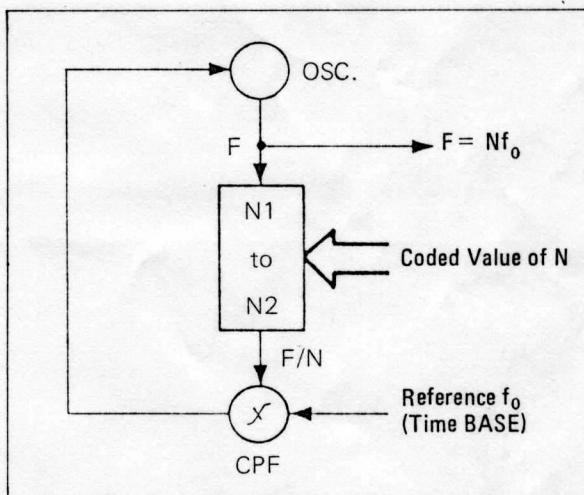 OSC.
F
F = Nf₀
N1
to
N2
Coded Value of N
F/N
Reference f₀
(Time BASE)
CPF